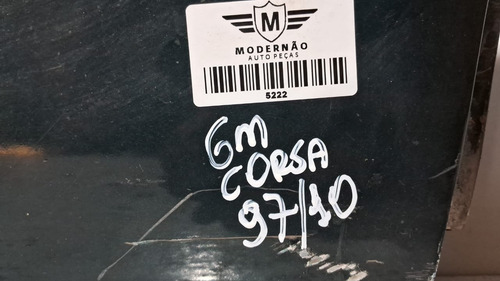 M
MODERNÃO
AUTO PEÇAS
5222
GM
CORSA
97/10